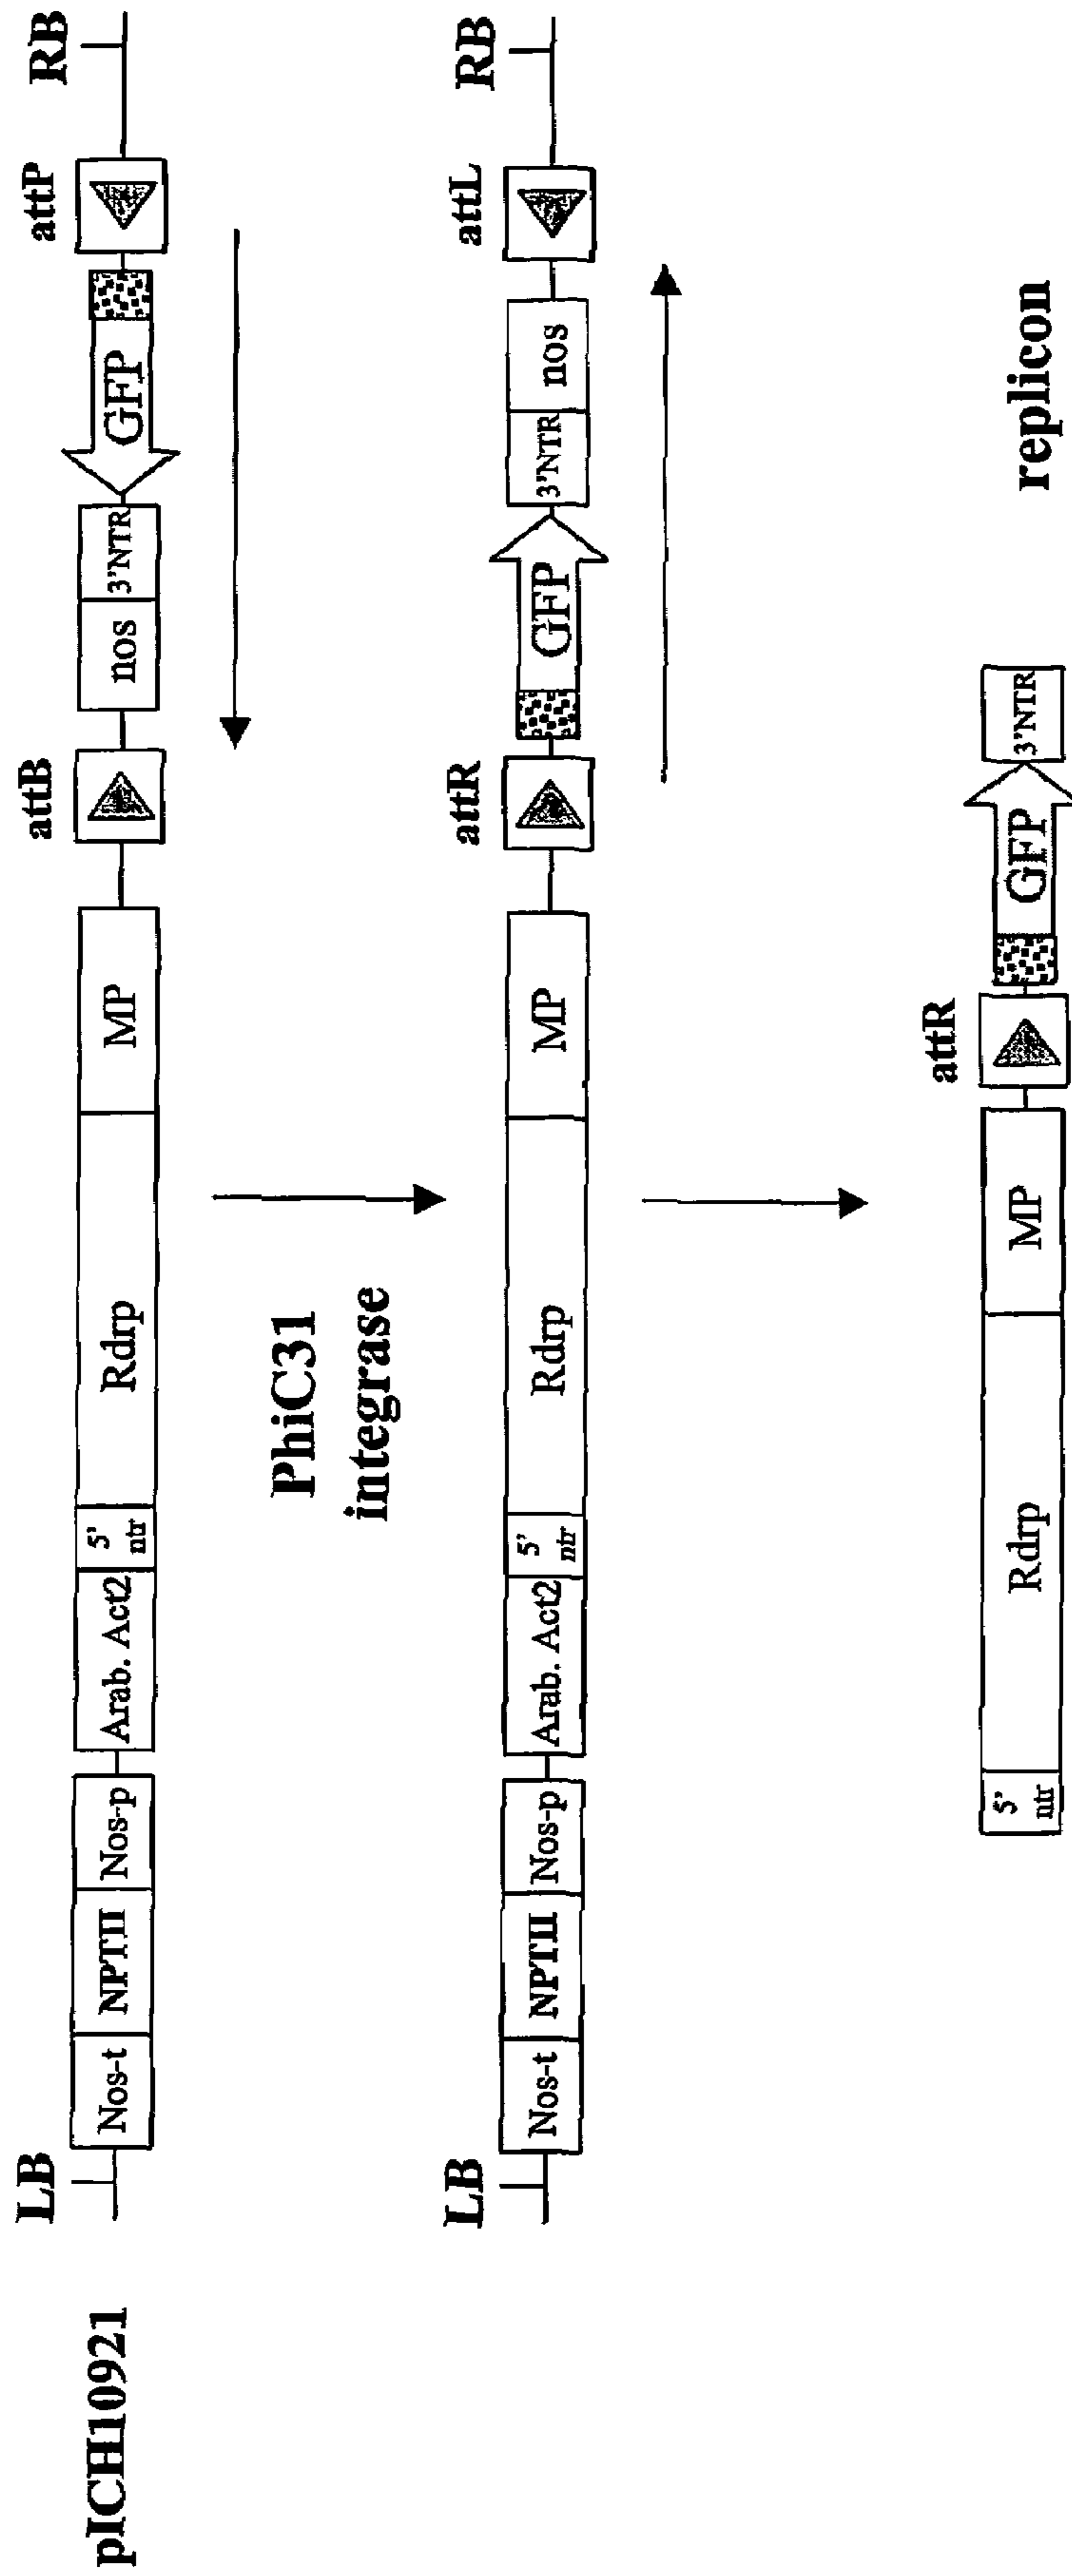 pICH10921
LB
Nos-t
NPTII
Nos-p
Arab. Act2
5'
ntr
Rdrp
MP
attB
nos
3'NTR
GFP
attP
RB
PhiC31
integrase
LB
Nos-t
NPTII
Nos-p
Arab. Act2
5'
ntr
Rdrp
MP
attR
GFP
3'NTR
nos
attL
RB
5'
ntr
Rdrp
MP
attR
GFP
3'NTR
replicon